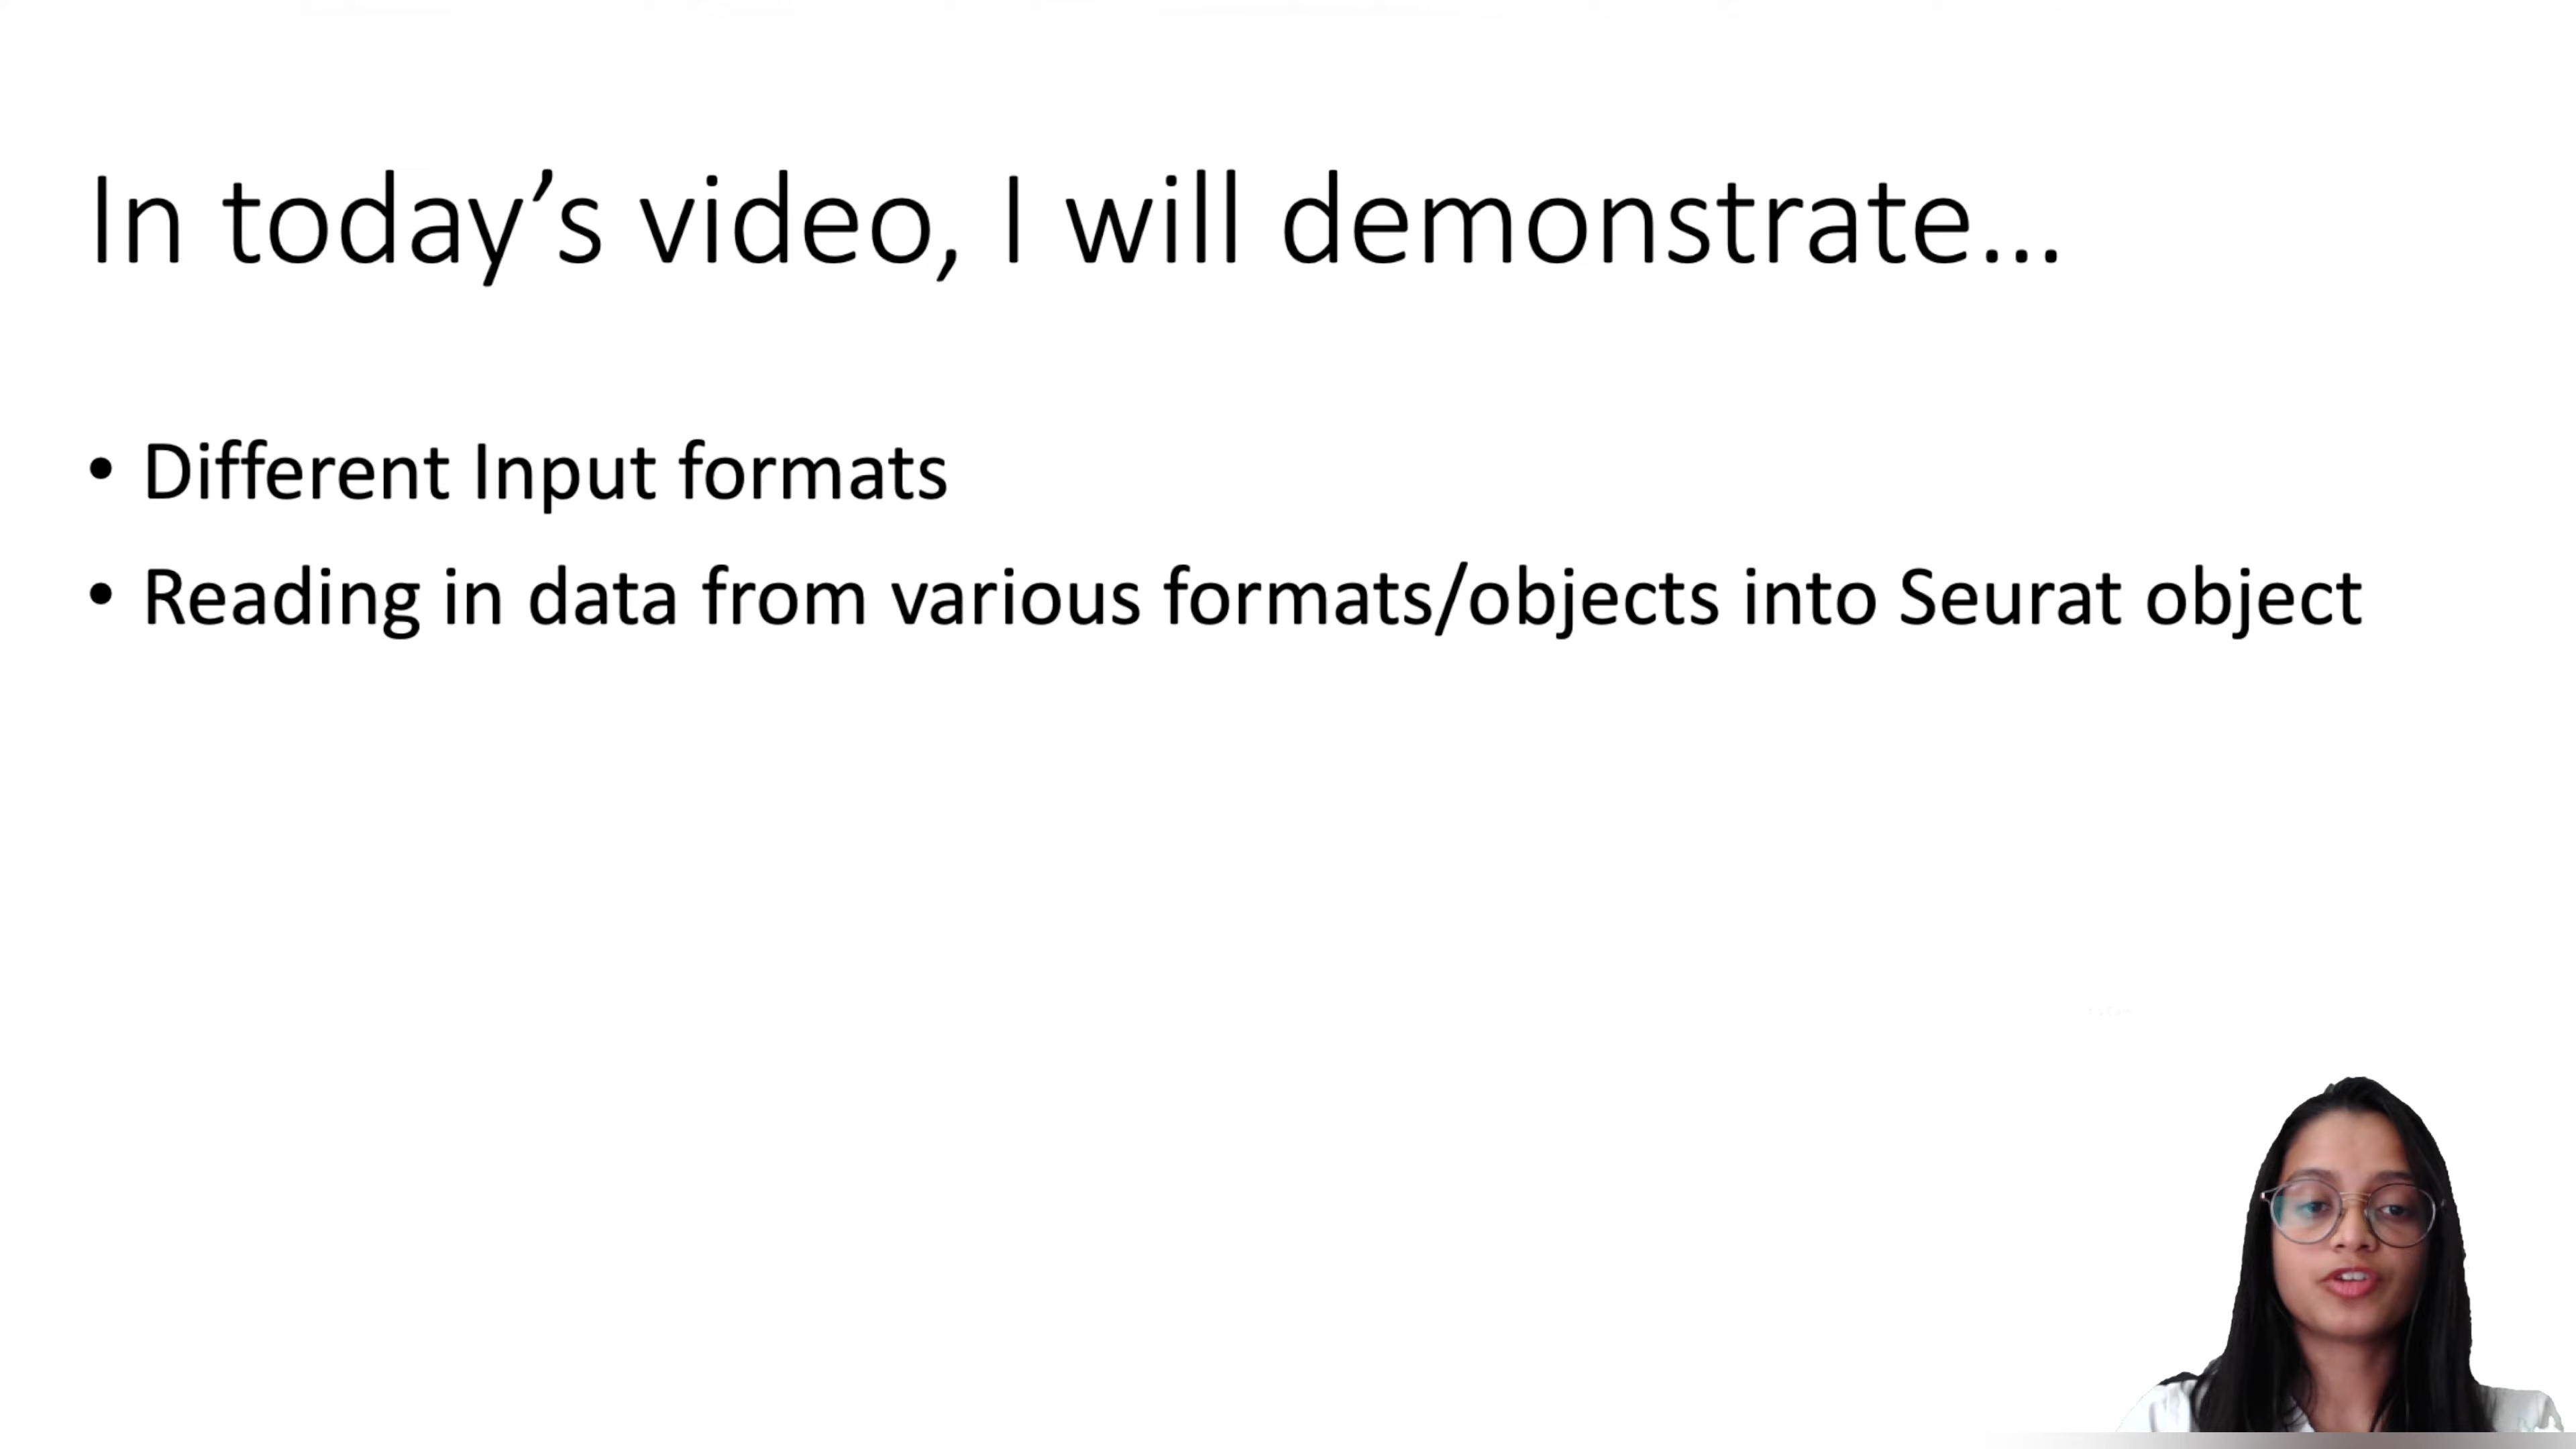 In today’s video, I will demonstrate…
• Different Input formats
• Reading in data from various formats/objects into Seurat object